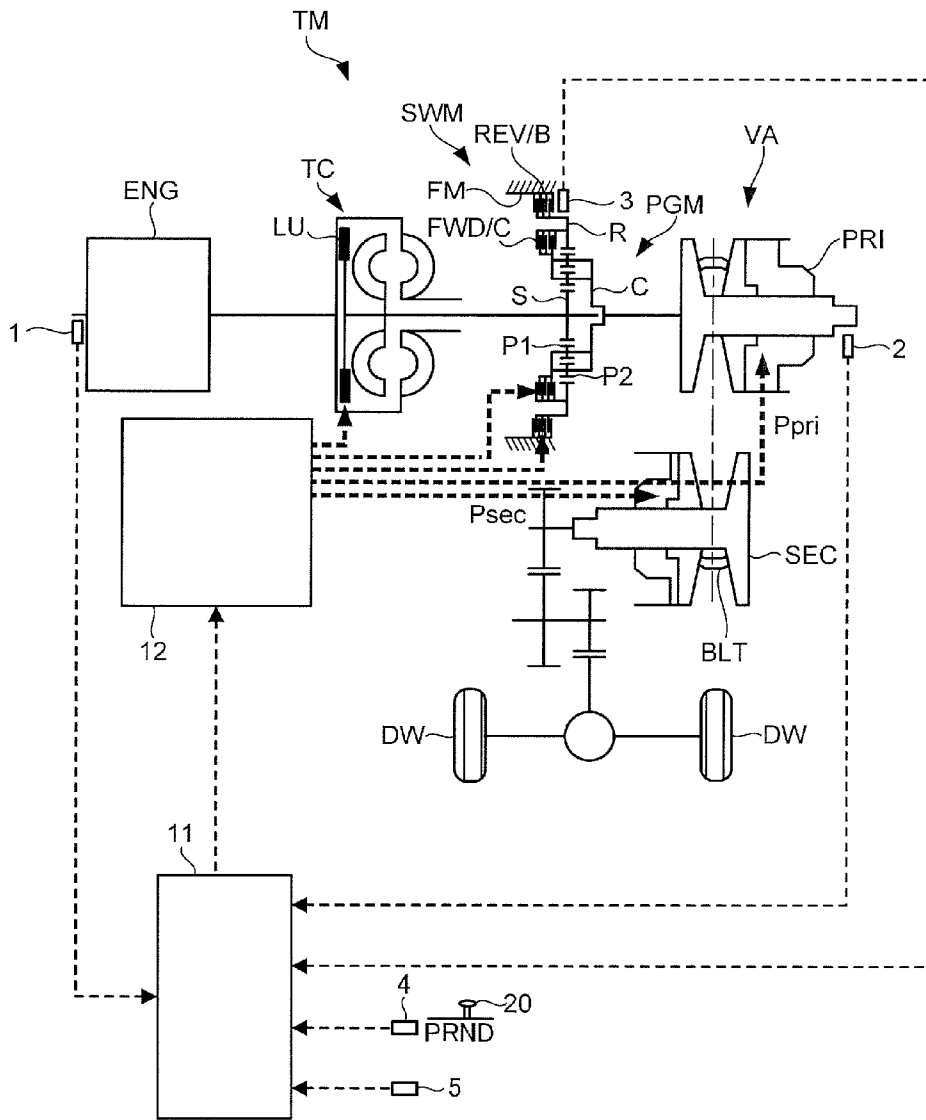 TM
SWM
REV/B
VA
TC
FM
3
ENG
PGM
LU
FWD/C
R
PRI
S
C
1
P1
2
P2
Ppri
Psec
SEC
12
BLT
DW
DW
11
4
20
PRND
5